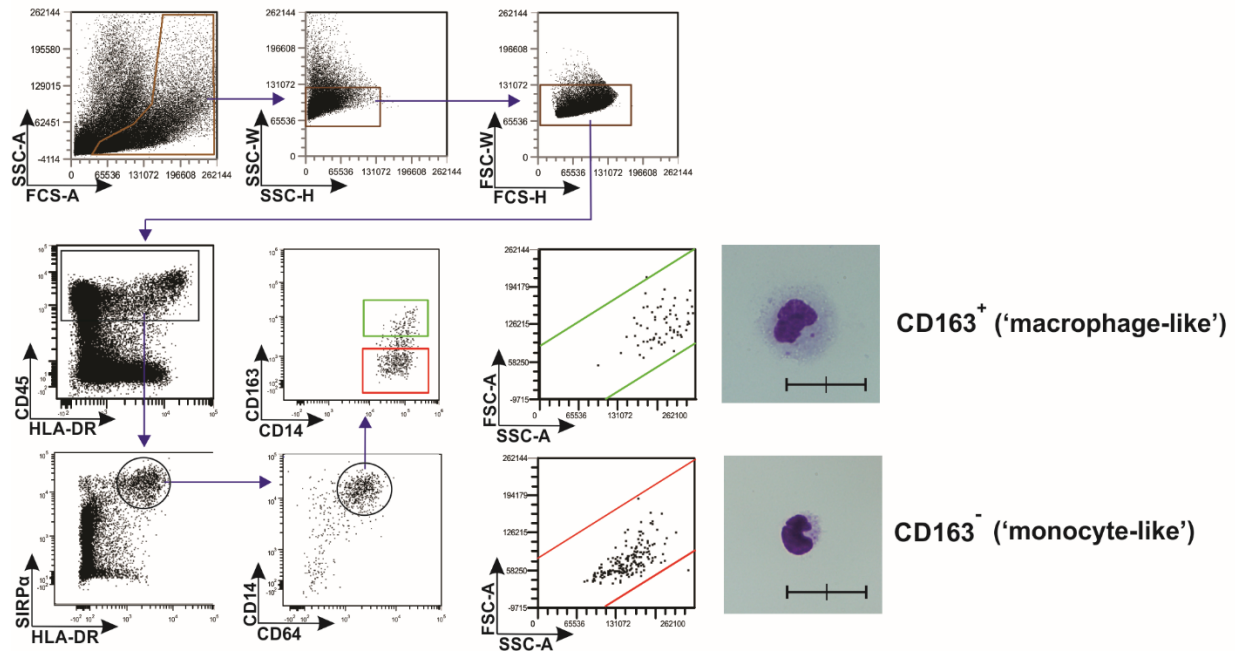 262144
195580
129015
62451
-4114
65536 131072 196608 262144
SSC-A
FCS-A
262144
196608
131072
65536
0
0 65536 131072 196608 262144
SSC-W
SSC-H
262144
196608
131072
65536
0
65536 131072 196608 262144
FSC-W
FCS-H
CD45
HLA-DR
CD163
CD14
262144
194179
126215
58250
-9715
0 65536 131072 262100
FSC-A
SSC-A
CD163+ ('macrophage-like')
SIRPα
HLA-DR
CD14
CD64
262144
194179
126215
58250
-9715
0 65536 131072 262100
FSC-A
SSC-A
CD163- ('monocyte-like')